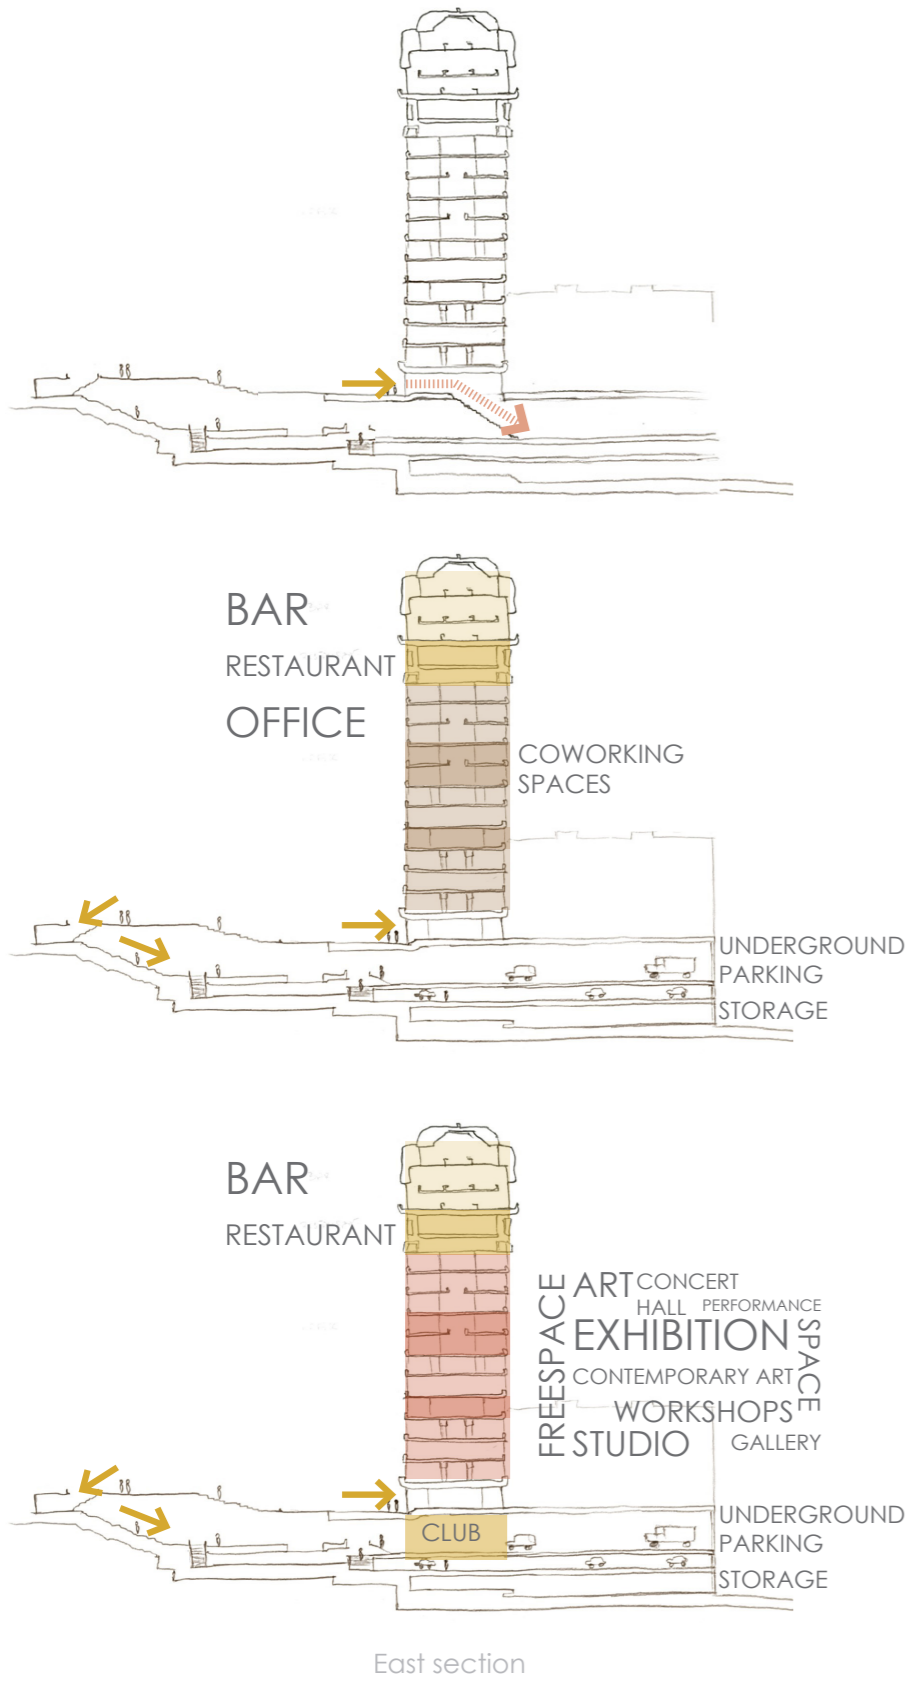 BAR
RESTAURANT
OFFICE
COWORKING
SPACES
UNDERGROUND
PARKING
STORAGE
BAR
RESTAURANT
FREESPACE
ART
CONCERT
HALL
PERFORMANCE
SPACE
EXHIBITION
CONTEMPORARY ART
WORKSHOPS
STUDIO
GALLERY
CLUB
UNDERGROUND
PARKING
STORAGE
East section